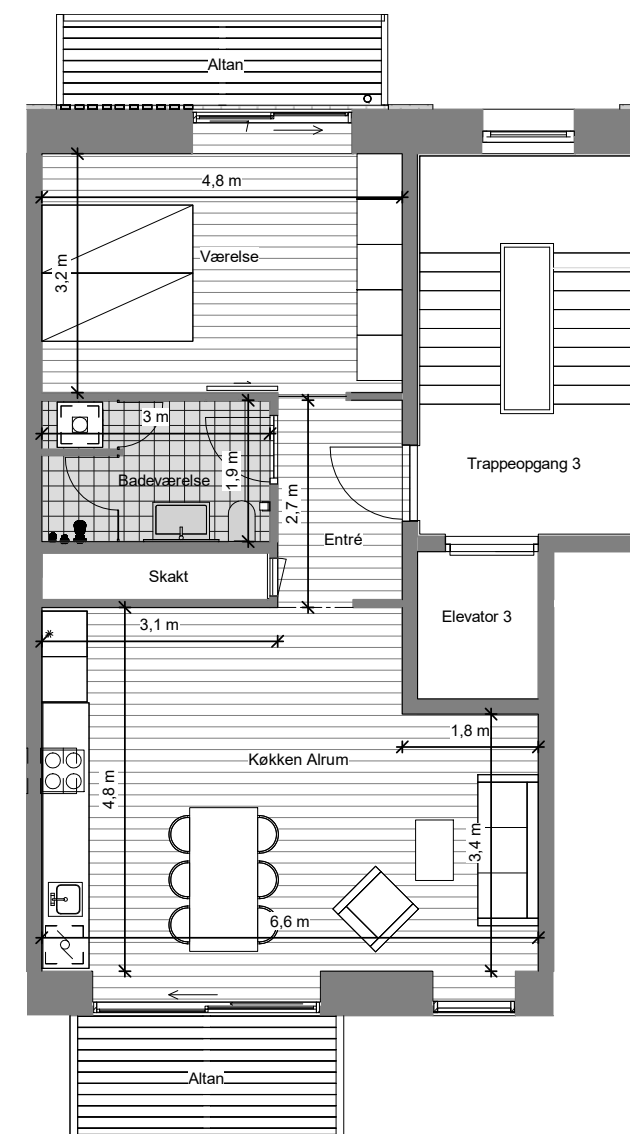 Altan
4,8 m
Værelse
3,2 m
3 m
Badeværelse
1,9 m
2,7 m
Trappeopgang 3
Entré
Skakt
Elevator 3
3,1 m
1,8 m
Køkken Alrum
4,8 m
3,4 m
6,6 m
Altan